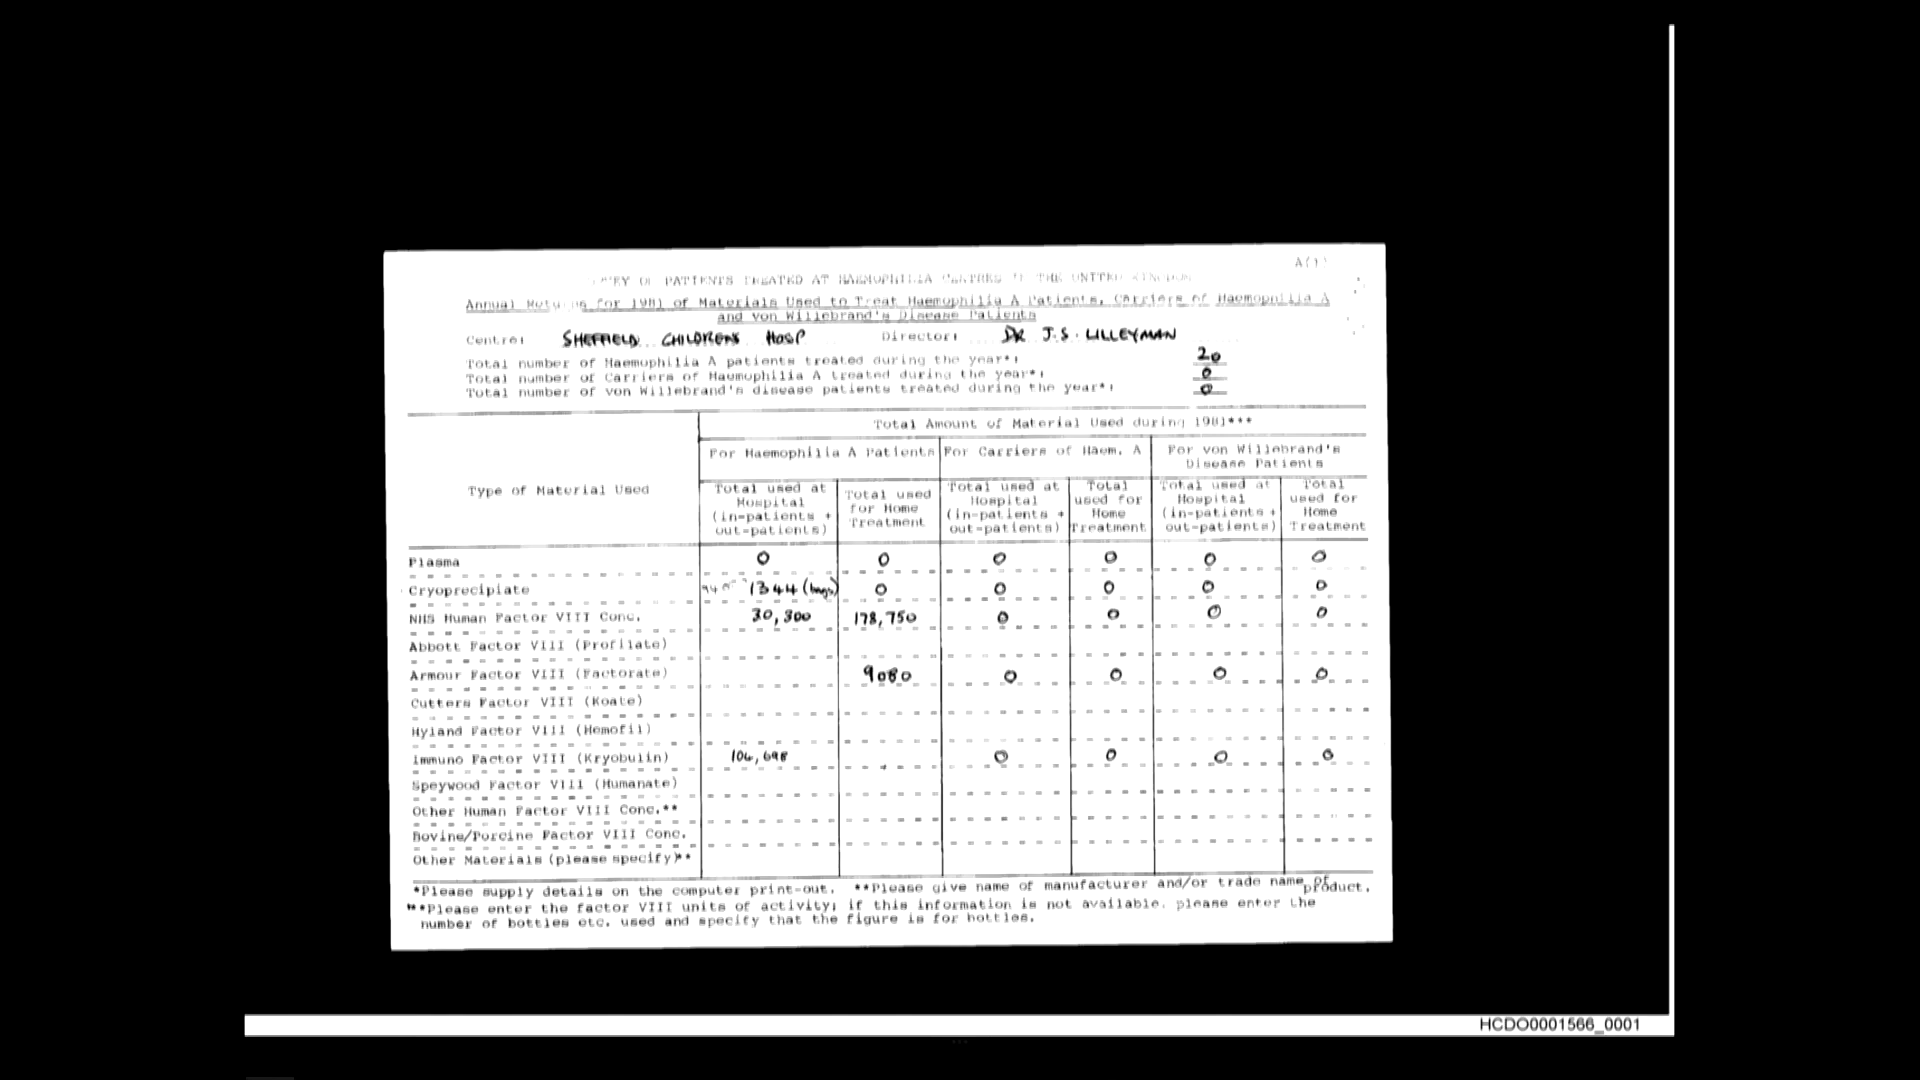 A(1)
OF PATIENTS TREATED AT HAEMOPHILIA CENTRES THE UNITED KINGDOM
Annual Returns for 1981 of Materials Used to Treat Haemophilia A Patients, Carriers of Haemophilia A
and von Willebrand's Disease Patients
Centre: SHEFFIELD CHILDRENS HOSP Director: DR J.S. LILLEYMAN
Total number of Haemophilia A patients treated during the year*: 20
Total number of Carriers of Haemophilia A treated during the year*: 0
Total number of von Willebrand's disease patients treated during the year*: 0
Total Amount of Material Used during 1981***
For Haemophilia A Patients For Carriers of Haem. A For von Willebrand's
Disease Patients
Type of Material Used
Total used at Hospital (in-patients + out-patients)
Total used for Home Treatment
Total used at Hospital (in-patients + out-patients)
Total used for Home Treatment
Total used at Hospital (in-patients + out-patients)
Total used for Home Treatment
Plasma 0 0 0 0 0 0
Cryoprecipiate 1344 (bags) 0 0 0 0 0
NHS Human Factor VIII Conc. 30,300 178,750 0 0 0 0
Abbott Factor VIII (Profilate)
Armour Factor VIII (Factorate) 9080 0 0 0 0
Cutters Factor VIII (Koate)
Hyland Factor VIII (Hemofil)
Immuno Factor VIII (Kryobulin) 104,698 0 0 0 0
Speywood Factor VIII (Humanate)
Other Human Factor VIII Conc.**
Bovine/Porcine Factor VIII Conc.
Other Materials (please specify)**
*Please supply details on the computer print-out. **Please give name of manufacturer and/or trade name of product.
***Please enter the factor VIII units of activity; if this information is not available, please enter the
number of bottles etc. used and specify that the figure is for bottles.
HCDO0001566_0001